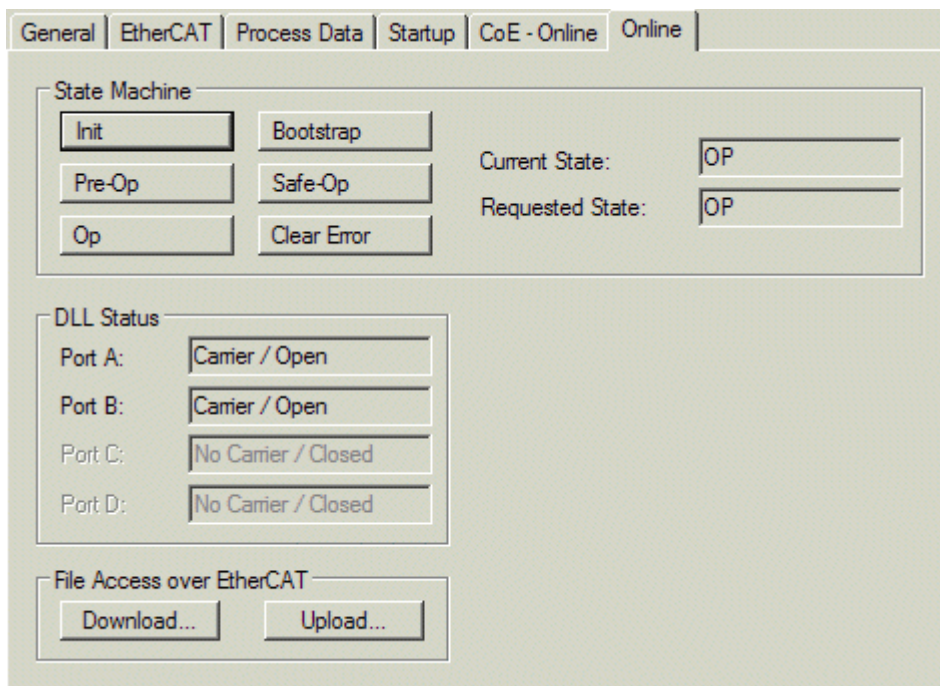 General EtherCAT Process Data Startup CoE - Online Online
State Machine
Init Bootstrap
Current State: OP
Pre-Op Safe-Op
Requested State: OP
Op Clear Error
DLL Status
Port A: Carrier / Open
Port B: Carrier / Open
Port C: No Carrier / Closed
Port D: No Carrier / Closed
File Access over EtherCAT
Download... Upload...